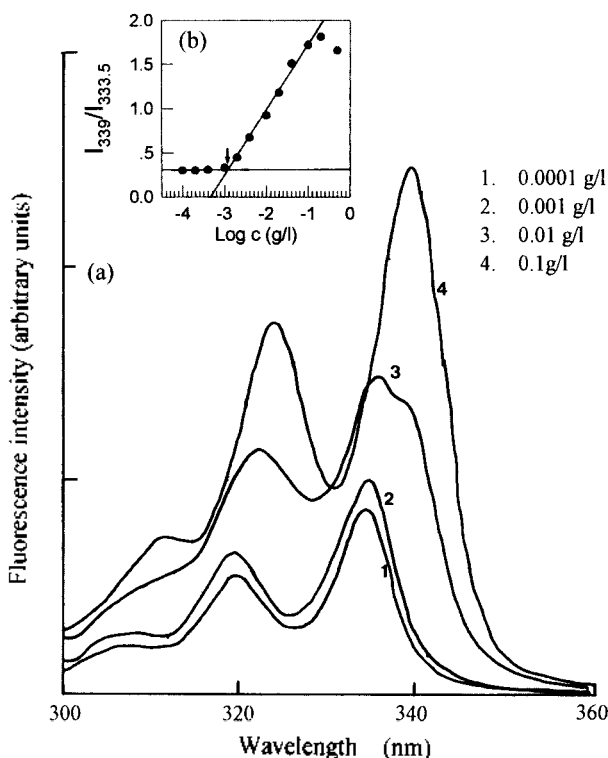 (b)
2.0
1.5
1.0
.5
0.0
I339/I333.5
-4 -3 -2 -1 0
Log c (g/l)
1. 0.0001 g/l
2. 0.001 g/l
3. 0.01 g/l
4. 0.1g/l
(a)
4
3
2
1
Fluorescence intensity (arbitrary units)
300 320 340 360
Wavelength (nm)